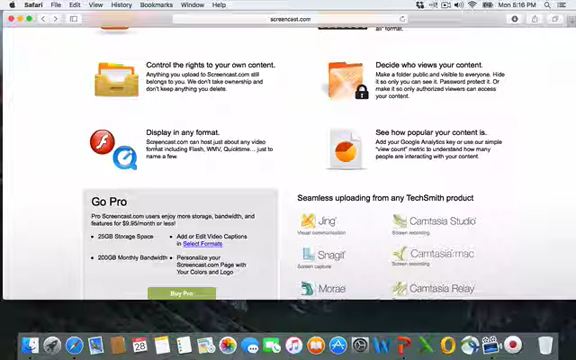 Safari File Edit View History Bookmarks Window Help
Mon 5:16 PM
screencast.com
all" format.
Control the rights to your own content.
Anything you upload to Screencast.com still
belongs to you. We don't take ownership and
don't keep anything you delete.
Decide who views your content.
Make a folder public and visible to everyone. Hide
it so only you can see it. Password protect it. Or
make it so only authorized viewers can access
your content.
Display in any format.
Screencast.com can host just about any video
format including Flash, WMV, Quicktime... just to
name a few.
See how popular your content is.
Add your Google Analytics key or use our simple
"view count" metric to understand how many
people are interacting with your content.
Go Pro
Pro Screencast.com users enjoy more storage, bandwidth, and
features for $9.95/month or less!
• 25GB Storage Space
• 200GB Monthly Bandwidth
• Add or Edit Video Captions
in Select Formats
• Personalize your
Screencast.com Page with
Your Colors and Logo
Buy Pro
Seamless uploading from any TechSmith product
Jing
Visual communication
Camtasia Studio
Screen recording
Snagit
Screen capture
Camtasia:mac
Screen recording
Morae
Camtasia Relay
28